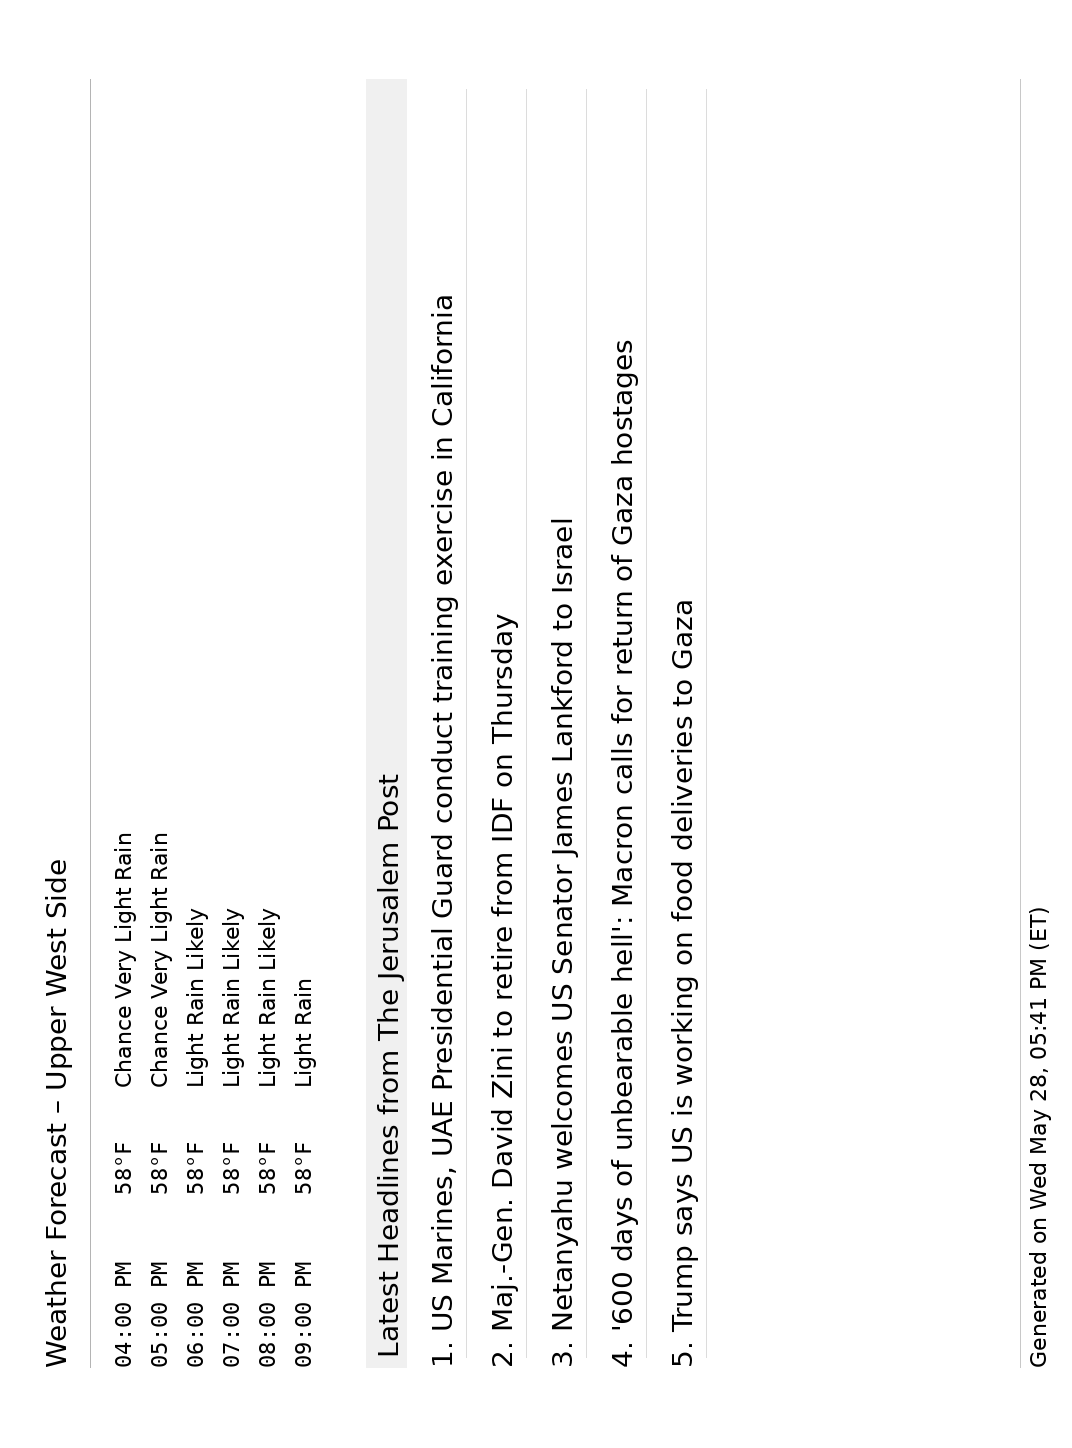 Weather Forecast – Upper West Side
04:00 PM 58°F Chance Very Light Rain
05:00 PM 58°F Chance Very Light Rain
06:00 PM 58°F Light Rain Likely
07:00 PM 58°F Light Rain Likely
08:00 PM 58°F Light Rain Likely
09:00 PM 58°F Light Rain
Latest Headlines from The Jerusalem Post
1. US Marines, UAE Presidential Guard conduct training exercise in California
2. Maj.-Gen. David Zini to retire from IDF on Thursday
3. Netanyahu welcomes US Senator James Lankford to Israel
4. '600 days of unbearable hell': Macron calls for return of Gaza hostages
5. Trump says US is working on food deliveries to Gaza
Generated on Wed May 28, 05:41 PM (ET)